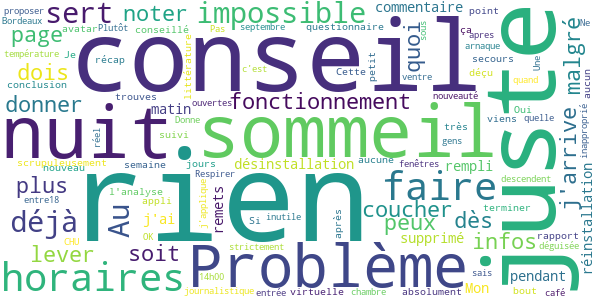 proposer
Bordeaux
sert
noter
impossible
commentaire
point
Ne
avatar
Plutôt
conseillé
Pas
septembre
questionnaire
page
conseil
quoi
sous
ça
apres
arnaque
Une
juste
malgré
température
Je
récap
littérature
c'est
Cette
petit
ventre
secours
déçu
quand
aucun
dois
conclusion
trouves
matin
ouvertes
fonctionnement
nouveauté
donner
réel
Donne
suivi
très
gens
viens
Oui
quelle
j'arrive
inapproprié
nuit
sommeil
scrupuleusement
nouveau
semaine
jours
désinstallation
aucune
fenêtres
rempli
descendent
réinstallation
plus
entre18
l'analyse
appli
j'applique
Respirer
rien
faire
dès
terminer
déjà
Au
j'ai
remets
Si
inutile
après
coucher
peux
supprimé
infos
rapport
déguisée
CHU
OK
lever
soit
strictement
Problème
Mon
sais
pendant
horaires
14h00
journalistique
entrée
virtuelle
chambre
absolument
bout
café